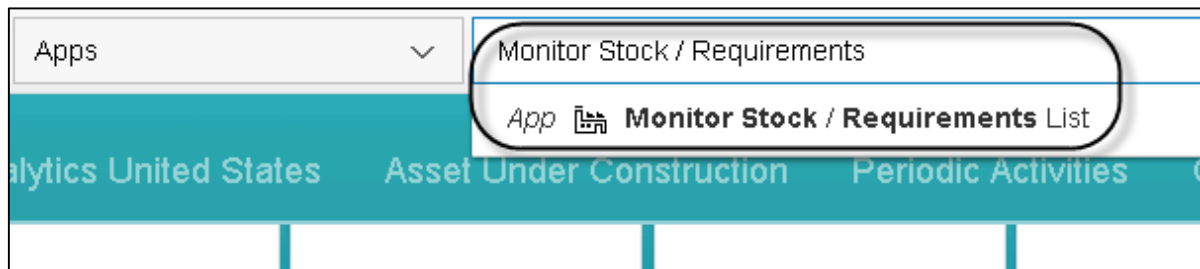 Apps
Monitor Stock / Requirements
App Monitor Stock / Requirements List
alytics United States Asset Under Construction Periodic Activities